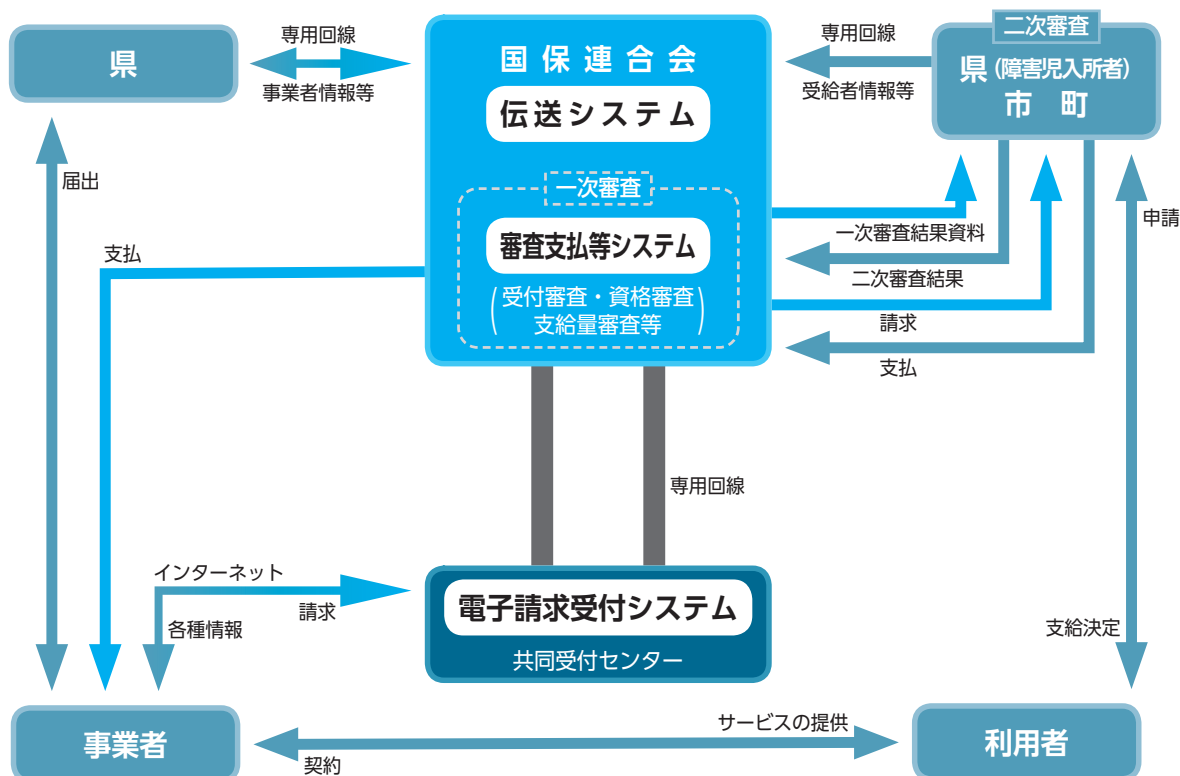 県
専用回線
事業者情報等
国保連合会
伝送システム
専用回線
受給者情報等
二次審査
県(障害児入所者)
市町
届出
一次審査
審査支払等システム
(受付審査・資格審査
支給量審査等)
支払
一次審査結果資料
二次審査結果
請求
支払
申請
専用回線
インターネット
請求
各種情報
電子請求受付システム
共同受付センター
支給決定
事業者
サービスの提供
契約
利用者